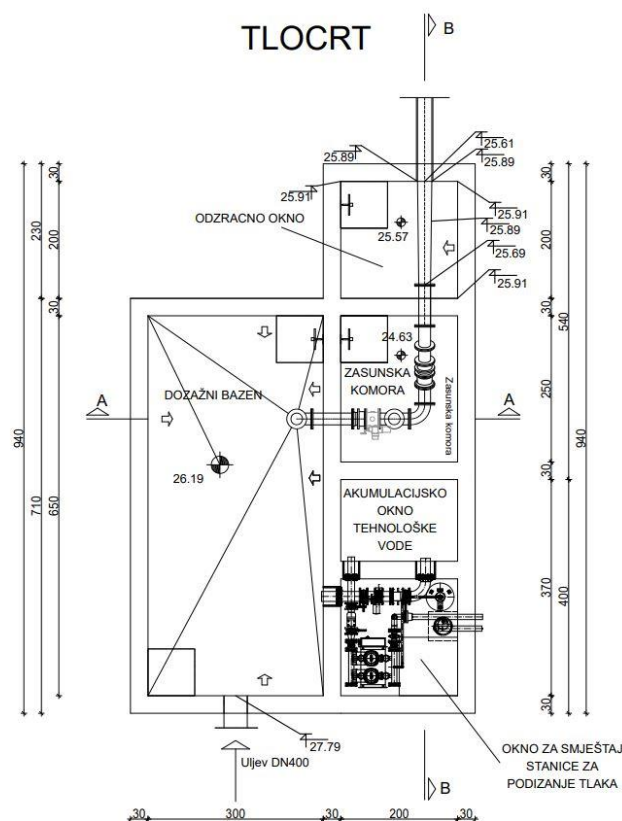 TLOCRT
B
25.89
25.61
25.89
25.91
ODZRACNO OKNO
25.57
25.91
25.89
25.69
25.91
30
230
200
30
30
200
30
540
24.63
ZASUNSKA
KOMORA
Zasunska komora
DOZAŽNI BAZEN
A
A
26.19
940
710
650
250
30
940
AKUMULACIJSKO
OKNO
TEHNOLOŠKE
VODE
370
400
30
30
27.79
Uljev DN400
OKNO ZA SMJEŠTAJ
STANICE ZA
PODIZANJE TLAKA
B
30
300
30
200
30